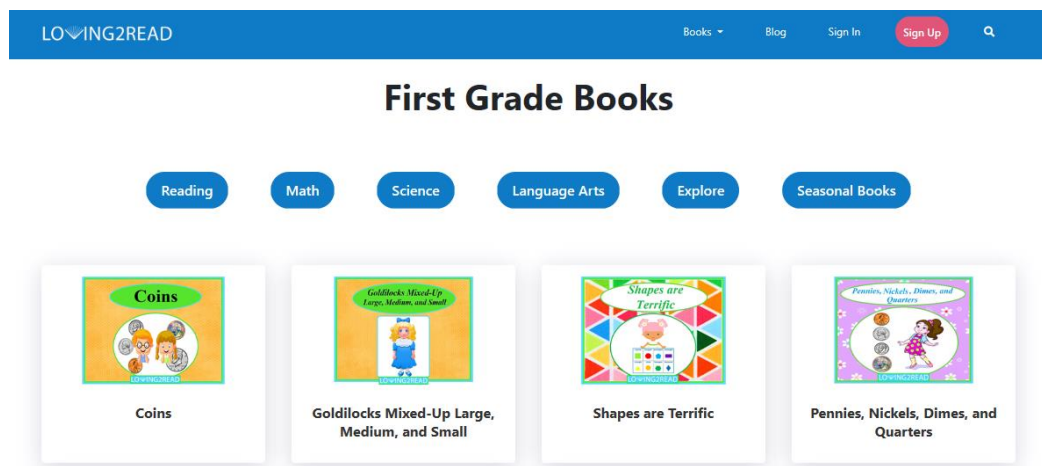 LOVING2READ
Books Blog Sign In Sign Up
First Grade Books
Reading Math Science Language Arts Explore Seasonal Books
Coins
LOVING2READ
Goldilocks Mixed-Up
Large, Medium, and Small
LOVING2READ
Shapes are
Terrific
LOVING2READ
Pennies, Nickels, Dimes, and
Quarters
LOVING2READ
Coins
Goldilocks Mixed-Up Large,
Medium, and Small
Shapes are Terrific
Pennies, Nickels, Dimes, and
Quarters